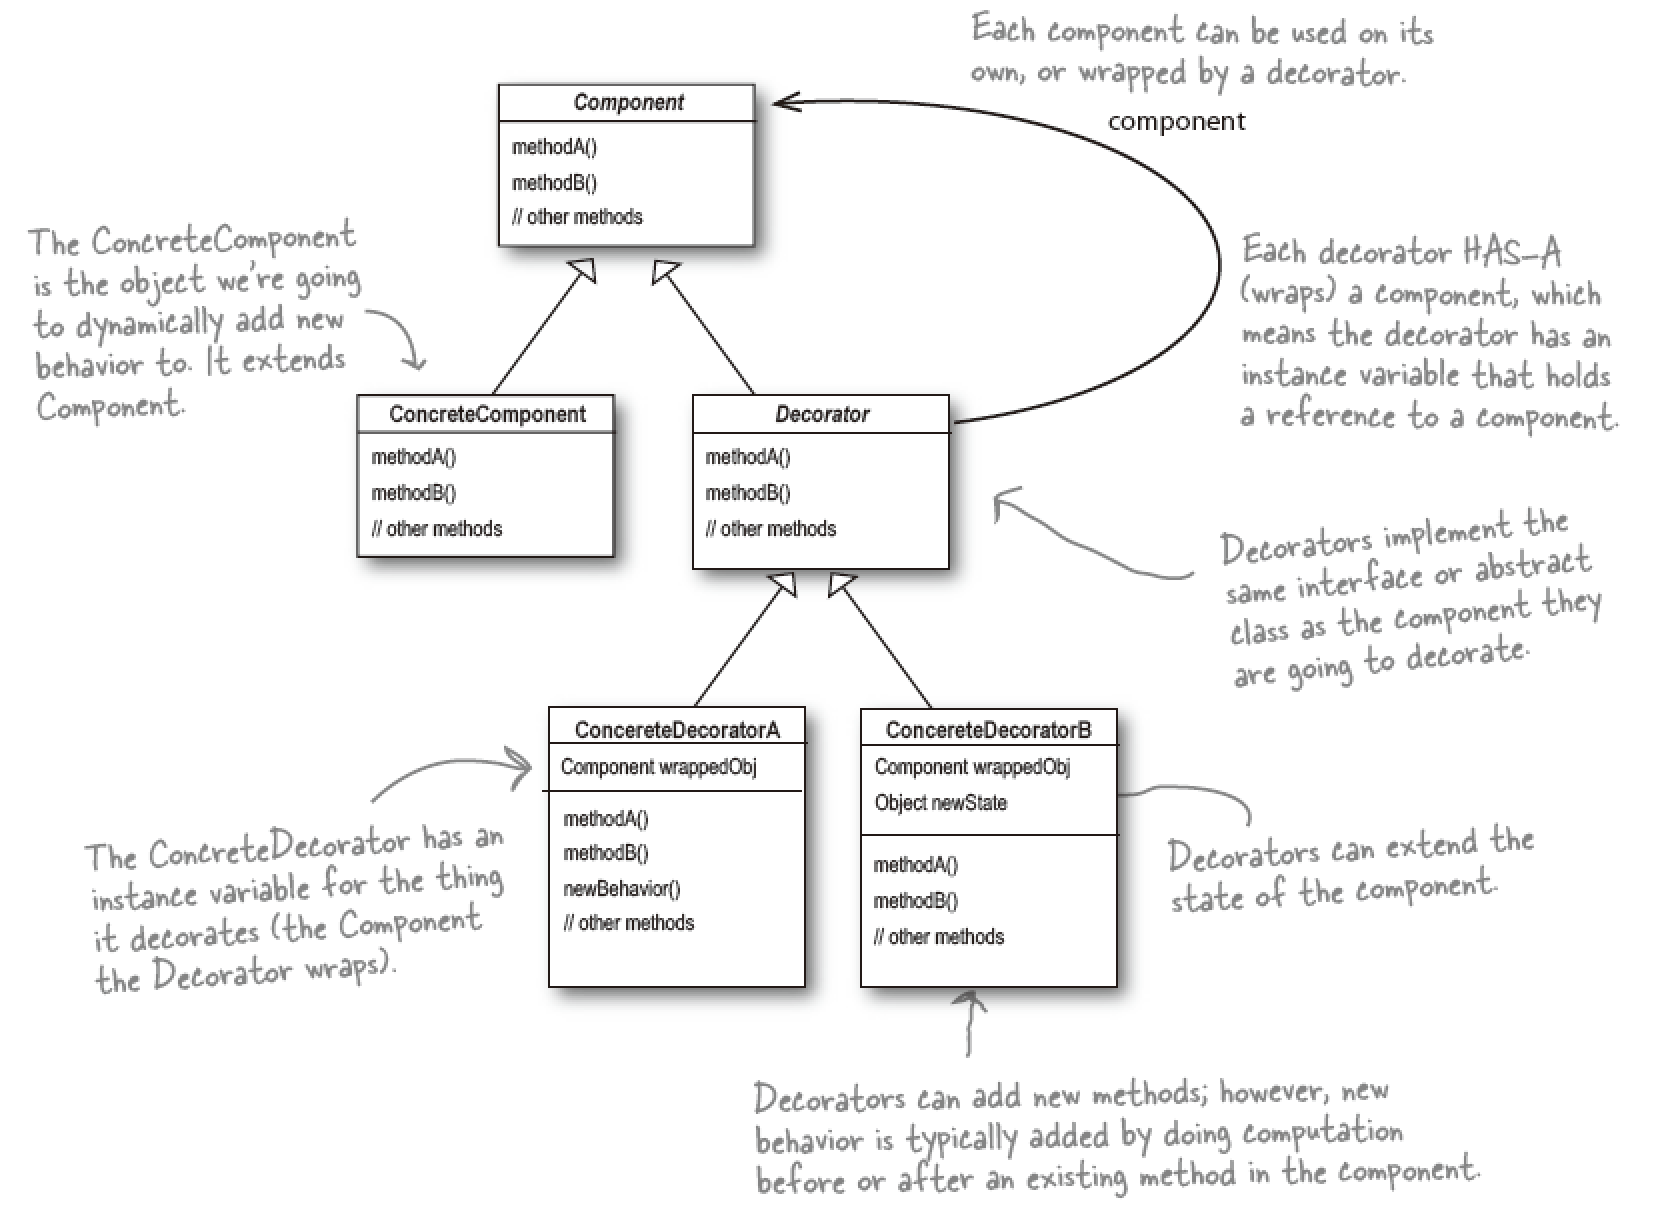 Each component can be used on its
own, or wrapped by a decorator.
component
Component
methodA()
methodB()
// other methods
The ConcreteComponent
is the object we're going
to dynamically add new
behavior to. It extends
Component.
Each decorator HAS-A
(wraps) a component, which
means the decorator has an
instance variable that holds
a reference to a component.
ConcreteComponent
methodA()
methodB()
// other methods
Decorator
methodA()
methodB()
// other methods
Decorators implement the
same interface or abstract
class as the component they
are going to decorate.
ConcereteDecoratorA
Component wrappedObj
methodA()
methodB()
newBehavior()
// other methods
ConcereteDecoratorB
Component wrappedObj
Object newState
methodA()
methodB()
// other methods
The ConcreteDecorator has an
instance variable for the thing
it decorates (the Component
the Decorator wraps).
Decorators can extend the
state of the component.
Decorators can add new methods; however, new
behavior is typically added by doing computation
before or after an existing method in the component.